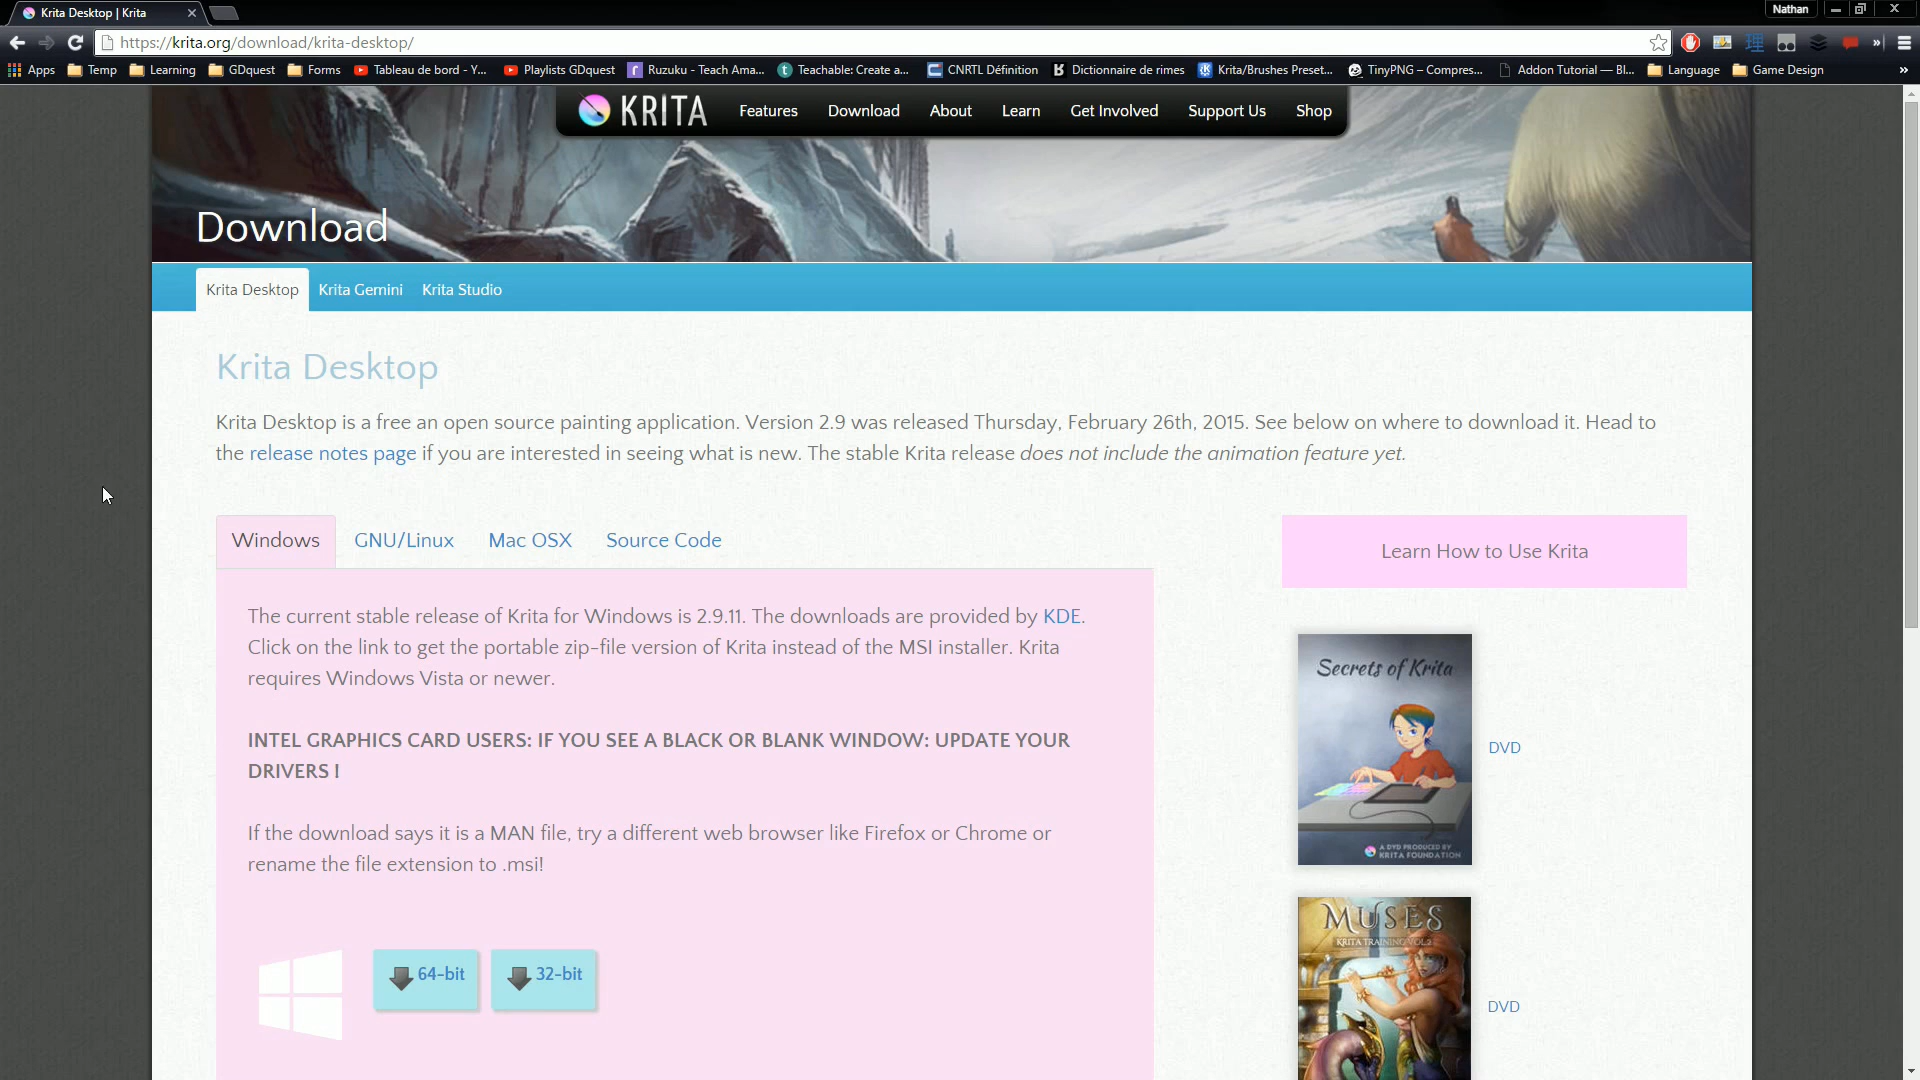 Krita Desktop | Krita
Nathan
https://krita.org/download/krita-desktop/
Apps Temp Learning GDquest Forms Tableau de bord - Y... Playlists GDquest Ruzuku - Teach Ama... Teachable: Create a... CNRTL Définition Dictionnaire de rimes Krita/Brushes Preset... TinyPNG – Compres... Addon Tutorial — Bl... Language Game Design »
KRITA Features Download About Learn Get Involved Support Us Shop
Download
Krita Desktop Krita Gemini Krita Studio
Krita Desktop
Krita Desktop is a free an open source painting application. Version 2.9 was released Thursday, February 26th, 2015. See below on where to download it. Head to
the release notes page if you are interested in seeing what is new. The stable Krita release does not include the animation feature yet.
Windows GNU/Linux Mac OSX Source Code
The current stable release of Krita for Windows is 2.9.11. The downloads are provided by KDE.
Click on the link to get the portable zip-file version of Krita instead of the MSI installer. Krita
requires Windows Vista or newer.
INTEL GRAPHICS CARD USERS: IF YOU SEE A BLACK OR BLANK WINDOW: UPDATE YOUR
DRIVERS !
If the download says it is a MAN file, try a different web browser like Firefox or Chrome or
rename the file extension to .msi!
64-bit 32-bit
Learn How to Use Krita
Secrets of Krita
DVD
A DVD PRODUCED BY
KRITA FOUNDATION
MUSES
KRITA TRAINING VOL.2
DVD